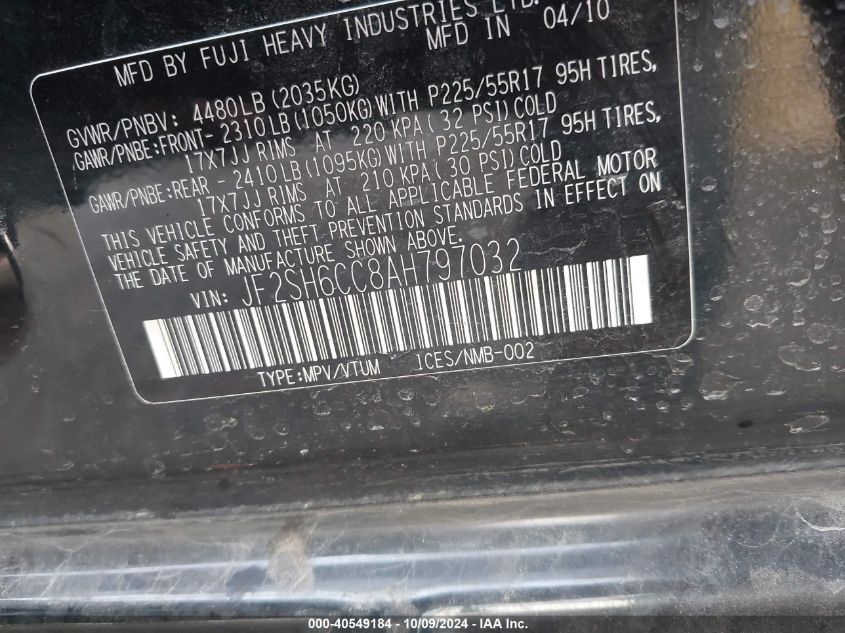 MFD BY FUJI HEAVY INDUSTRIES LTD.
MFD IN 04/10
GVWR/PNBV: 4480LB (2035KG)
GAWR/PNBE:FRONT- 2310LB(1050KG)WITH P225/55R17 95H TIRES,
17X7JJ RIMS AT 220 KPA( 32 PSI)COLD
GAWR/PNBE:REAR - 2410LB(1095KG)WITH P225/55R17 95H TIRES,
17X7JJ RIMS AT 210 KPA( 30 PSI)COLD
THIS VEHICLE CONFORMS TO ALL APPLICABLE FEDERAL MOTOR
VEHICLE SAFETY AND THEFT PREVENTION STANDARDS IN EFFECT ON
THE DATE OF MANUFACTURE SHOWN ABOVE.
VIN: JF2SH6CC8AH797032
TYPE:MPV/VTUM ICES/NMB-002
000-40549184 - 10/09/2024 - IAA Inc.